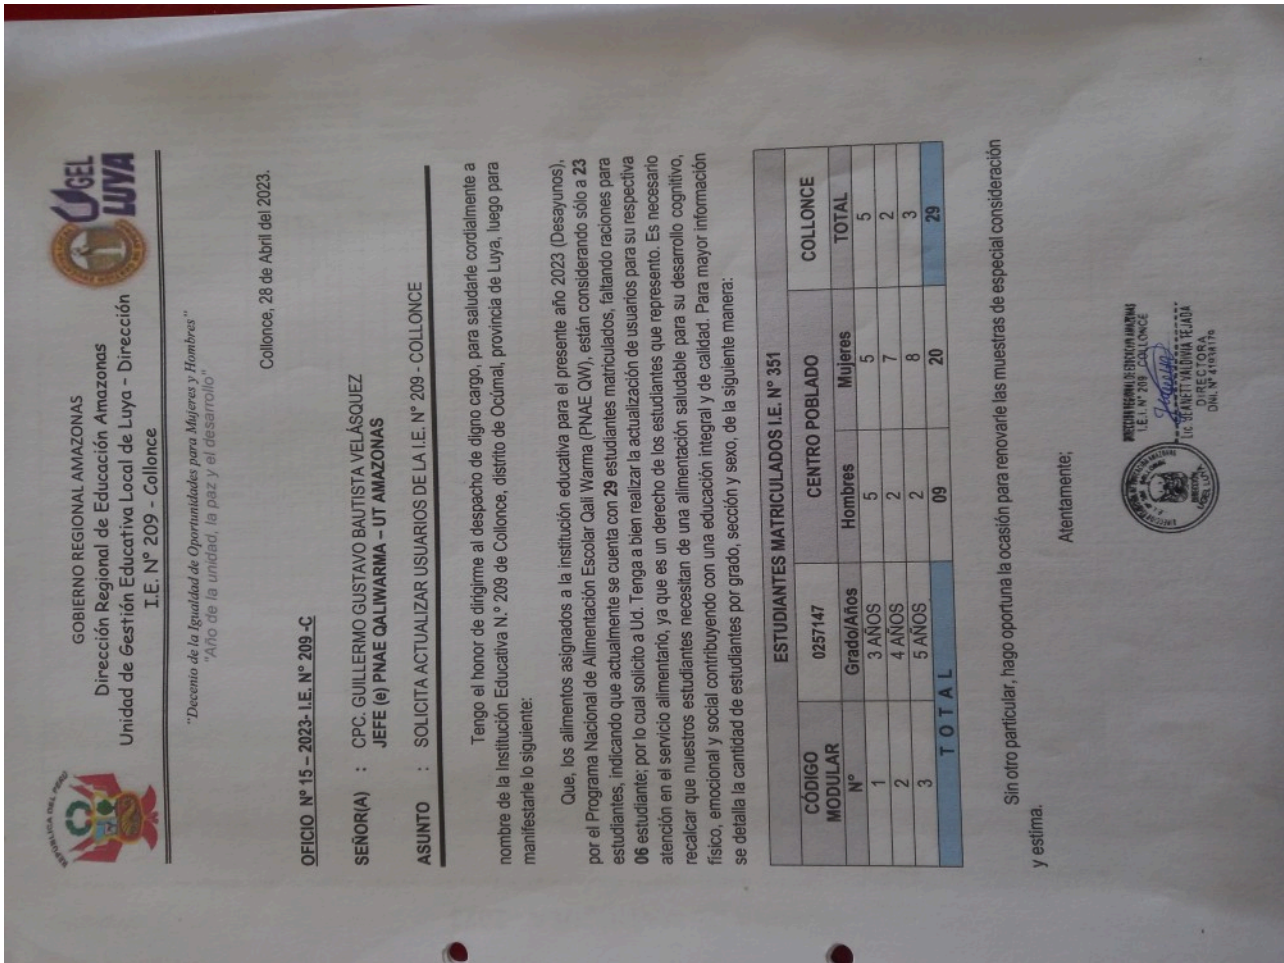 REPUBLICA DEL PERU
GOBIERNO REGIONAL AMAZONAS
Dirección Regional de Educación Amazonas
Unidad de Gestión Educativa Local de Luya – Dirección
I.E. N° 209 - Collonce
UGEL
LUYA
"Decenio de la Igualdad de Oportunidades para Mujeres y Hombres"
"Año de la unidad, la paz y el desarrollo"
Collonce, 28 de Abril del 2023.
OFICIO N° 15 – 2023- I.E. N° 209 -C
SEÑOR(A) : CPC. GUILLERMO GUSTAVO BAUTISTA VELÁSQUEZ
JEFE (e) PNAE QALIWARMA – UT AMAZONAS
ASUNTO : SOLICITA ACTUALIZAR USUARIOS DE LA I.E. N° 209 - COLLONCE
Tengo el honor de dirigirme al despacho de digno cargo, para saludarle cordialmente a
nombre de la Institución Educativa N.° 209 de Collonce, distrito de Ocúmal, provincia de Luya, luego para
manifestarle lo siguiente:
Que, los alimentos asignados a la institución educativa para el presente año 2023 (Desayunos),
por el Programa Nacional de Alimentación Escolar Qali Warma (PNAE QW), están considerando sólo a 23
estudiantes, indicando que actualmente se cuenta con 29 estudiantes matriculados, faltando raciones para
06 estudiante; por lo cual solicito a Ud. Tenga a bien realizar la actualización de usuarios para su respectiva
atención en el servicio alimentario, ya que es un derecho de los estudiantes que represento. Es necesario
recalcar que nuestros estudiantes necesitan de una alimentación saludable para su desarrollo cognitivo,
físico, emocional y social contribuyendo con una educación integral y de calidad. Para mayor información
se detalla la cantidad de estudiantes por grado, sección y sexo, de la siguiente manera:
ESTUDIANTES MATRICULADOS I.E. N° 351
CÓDIGO MODULAR 0257147 CENTRO POBLADO COLLONCE
N° Grado/Años Hombres Mujeres TOTAL
1 3 AÑOS 5 5 5
2 4 AÑOS 2 7 2
3 5 AÑOS 2 8 3
T O T A L 09 20 29
Sin otro particular, hago oportuna la ocasión para renovarle las muestras de especial consideración
y estima.
Atentamente;
DIRECCION REGIONAL DE EDUCACION AMAZONAS
I.E.I. N° 209 COLLONCE
Lic. JEANETT VALDIVIA TEJADA
DIRECTORA